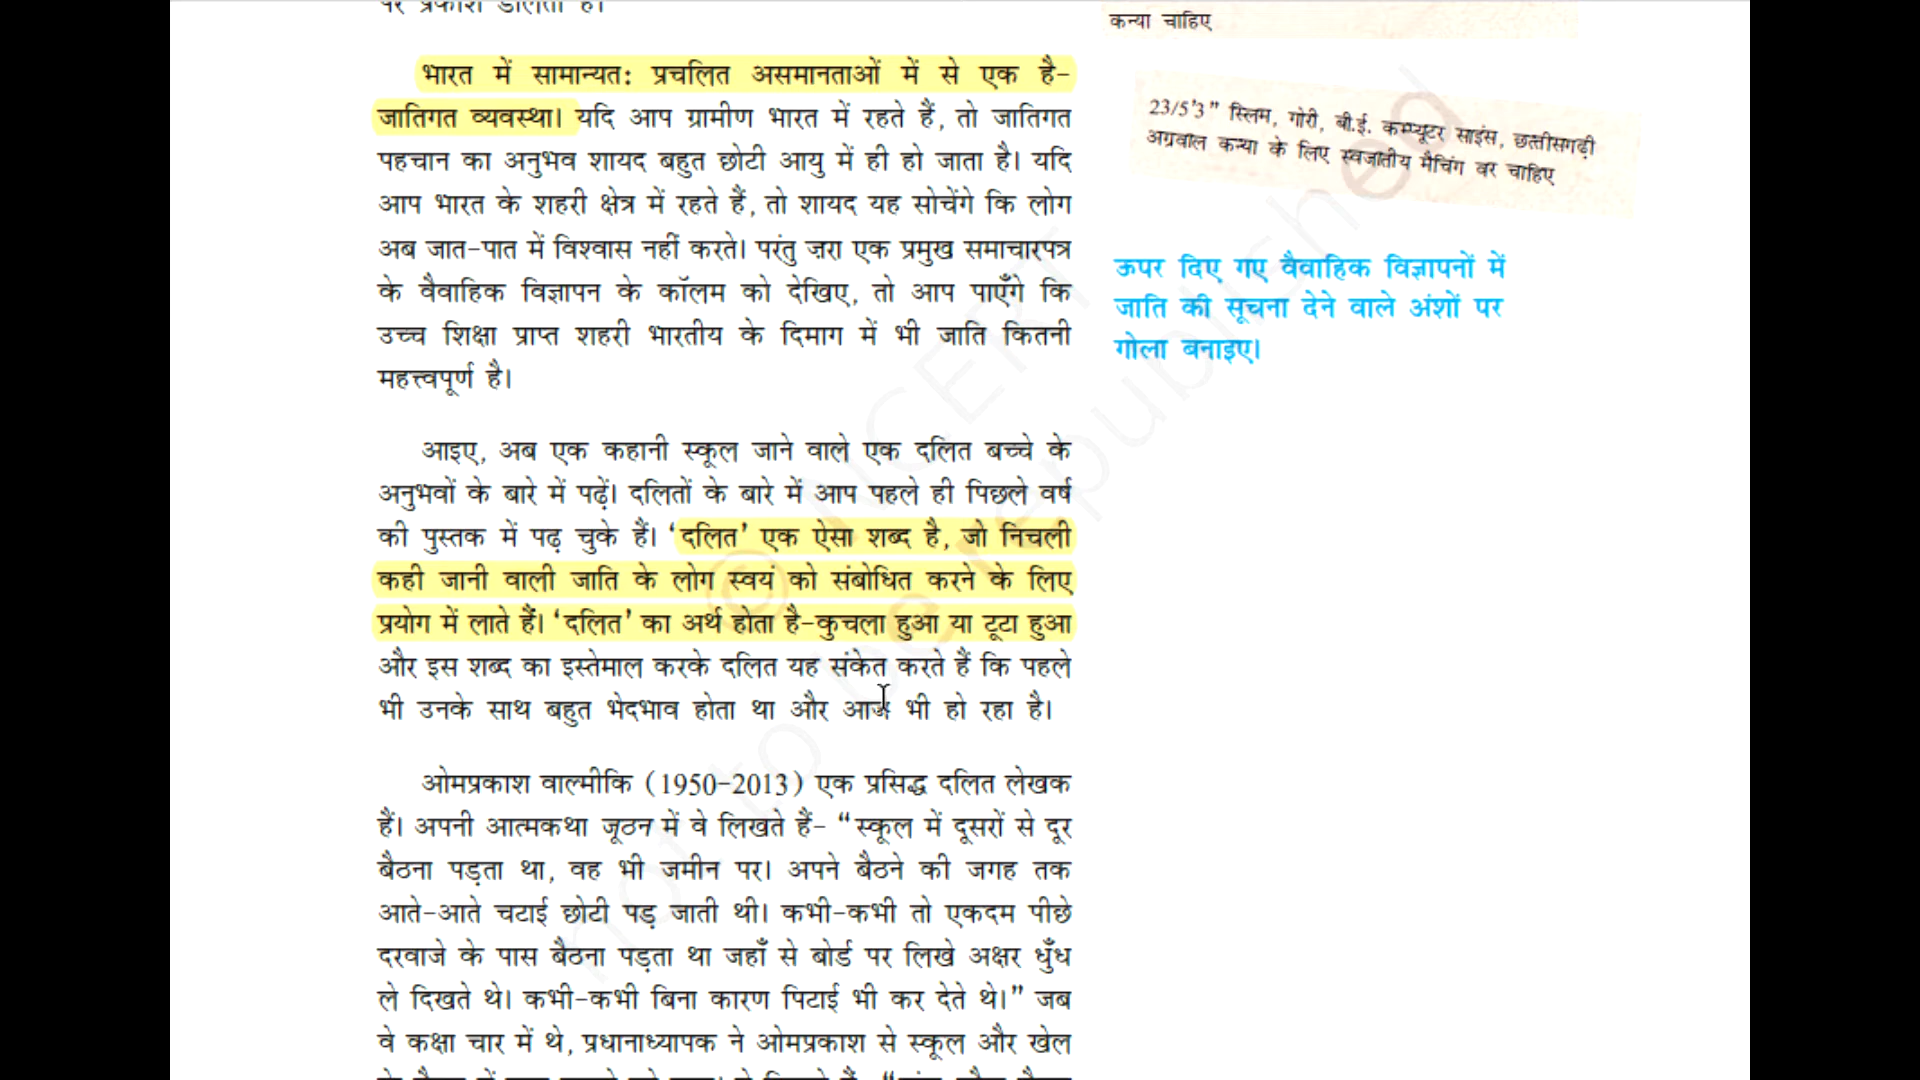 पर प्रकाश डालती है।
भारत में सामान्यत: प्रचलित असमानताओं में से एक है-
जातिगत व्यवस्था। यदि आप ग्रामीण भारत में रहते हैं, तो जातिगत
पहचान का अनुभव शायद बहुत छोटी आयु में ही हो जाता है। यदि
आप भारत के शहरी क्षेत्र में रहते हैं, तो शायद यह सोचेंगे कि लोग
अब जात-पात में विश्वास नहीं करते। परंतु ज़रा एक प्रमुख समाचारपत्र
के वैवाहिक विज्ञापन के कॉलम को देखिए, तो आप पाएँगे कि
उच्च शिक्षा प्राप्त शहरी भारतीय के दिमाग में भी जाति कितनी
महत्त्वपूर्ण है।
आइए, अब एक कहानी स्कूल जाने वाले एक दलित बच्चे के
अनुभवों के बारे में पढ़ें। दलितों के बारे में आप पहले ही पिछले वर्ष
की पुस्तक में पढ़ चुके हैं। ‘दलित’ एक ऐसा शब्द है, जो निचली
कही जानी वाली जाति के लोग स्वयं को संबोधित करने के लिए
प्रयोग में लाते हैं। ‘दलित’ का अर्थ होता है-कुचला हुआ या टूटा हुआ
और इस शब्द का इस्तेमाल करके दलित यह संकेत करते हैं कि पहले
भी उनके साथ बहुत भेदभाव होता था और आज भी हो रहा है।
ओमप्रकाश वाल्मीकि (1950-2013) एक प्रसिद्ध दलित लेखक
हैं। अपनी आत्मकथा जूठन में वे लिखते हैं- “स्कूल में दूसरों से दूर
बैठना पड़ता था, वह भी जमीन पर। अपने बैठने की जगह तक
आते-आते चटाई छोटी पड़ जाती थी। कभी-कभी तो एकदम पीछे
दरवाजे के पास बैठना पड़ता था जहाँ से बोर्ड पर लिखे अक्षर धुँध
ले दिखते थे। कभी-कभी बिना कारण पिटाई भी कर देते थे।” जब
वे कक्षा चार में थे, प्रधानाध्यापक ने ओमप्रकाश से स्कूल और खेल
कन्या चाहिए
23/5'3" स्लिम, गोरी, बी.ई. कम्प्यूटर साइंस, छत्तीसगढ़ी
अग्रवाल कन्या के लिए स्वजातीय मैचिंग वर चाहिए
ऊपर दिए गए वैवाहिक विज्ञापनों में
जाति की सूचना देने वाले अंशों पर
गोला बनाइए।
© NCERT
not to be republished